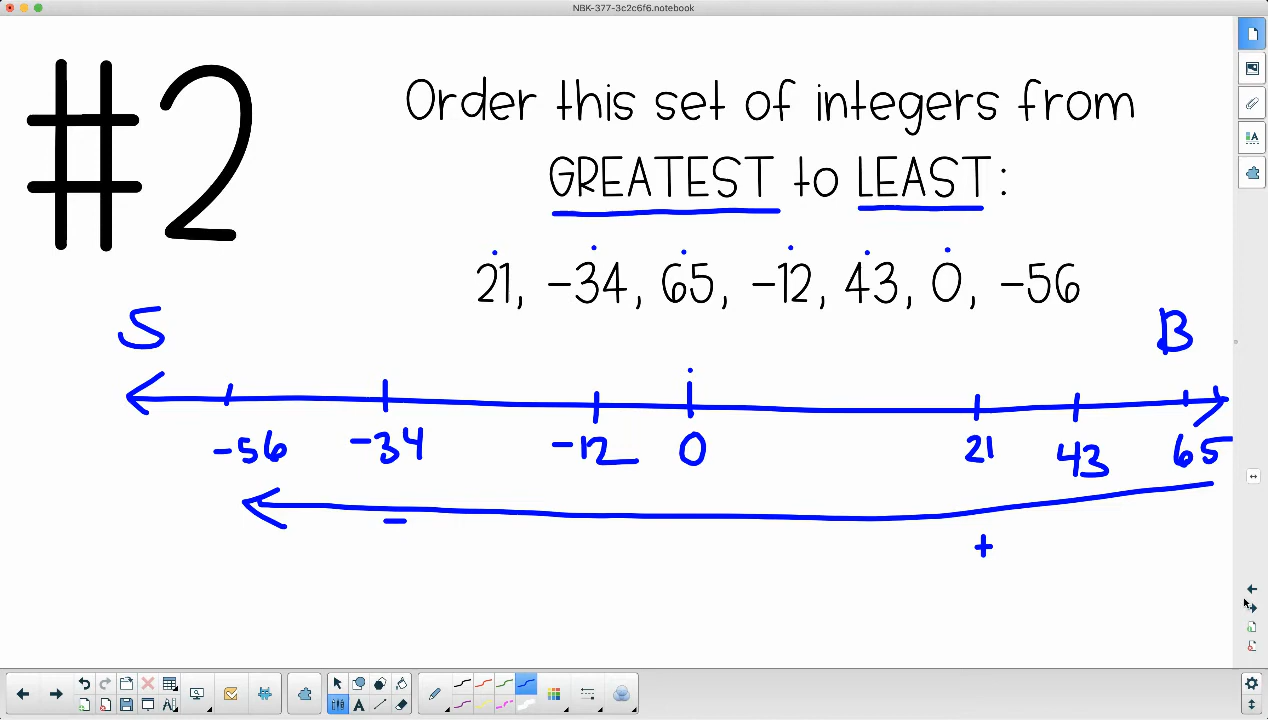 NBK-377-3c2c6f6.notebook
#2
Order this set of integers from
GREATEST to LEAST:
21, -34, 65, -12, 43, 0, -56
S B
-56 -34 -12 0 21 43 65
- +